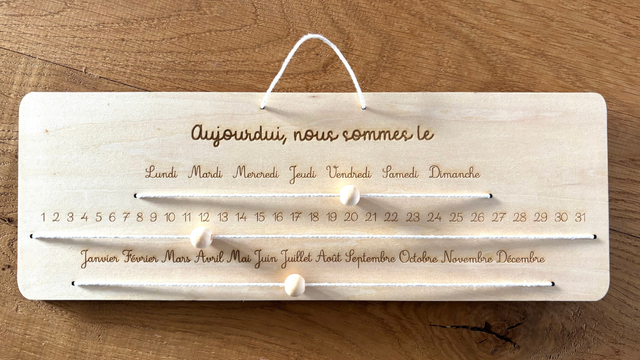 Aujourdui, nous sommes le
Lundi Mardi Mercredi Jeudi Vendredi Samedi Dimanche
1 2 3 4 5 6 7 8 9 10 11 12 13 14 15 16 17 18 19 20 21 22 23 24 25 26 27 28 29 30 31
Janvier Février Mars Avril Mai Juin Juillet Août Septembre Octobre Novembre Décembre